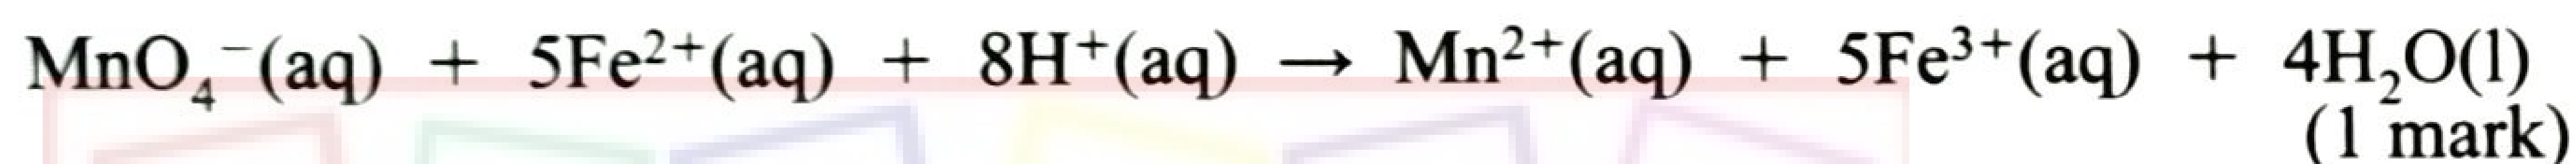 MnO₄⁻(aq) + 5Fe²⁺(aq) + 8H⁺(aq) → Mn²⁺(aq) + 5Fe³⁺(aq) + 4H₂O(l)
(1 mark)